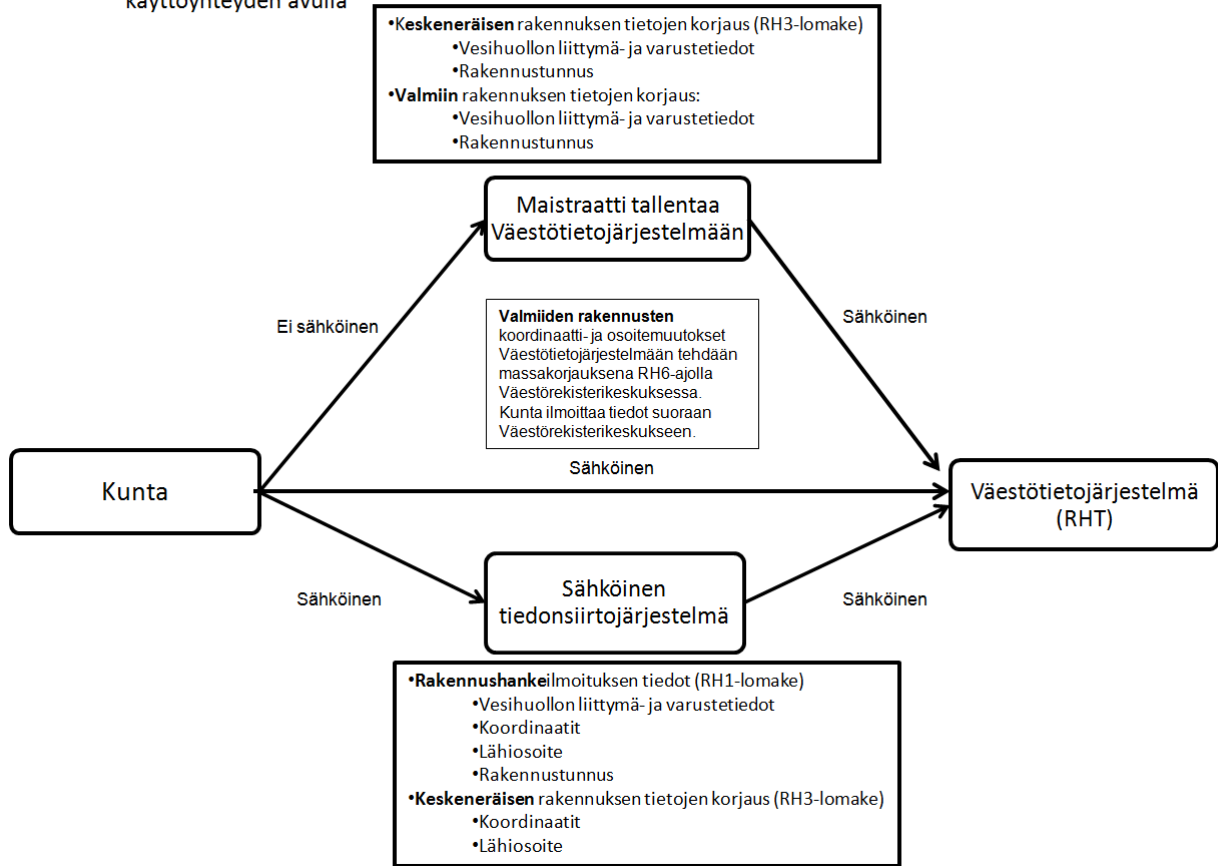 käyttöyhteyden avulla
•Keskeneräisen rakennuksen tietojen korjaus (RH3-lomake)
•Vesihuollon liittymä- ja varustetiedot
•Rakennustunnus
•Valmiin rakennuksen tietojen korjaus:
•Vesihuollon liittymä- ja varustetiedot
•Rakennustunnus
Maistraatti tallentaa
Väestötietojärjestelmään
Ei sähköinen
Sähköinen
Valmiiden rakennusten
koordinaatti- ja osoitemuutokset
Väestötietojärjestelmään tehdään
massakorjauksena RH6-ajolla
Väestörekisterikeskuksessa.
Kunta ilmoittaa tiedot suoraan
Väestörekisterikeskukseen.
Sähköinen
Kunta
Väestötietojärjestelmä
(RHT)
Sähköinen
Sähköinen
tiedonsiirtojärjestelmä
Sähköinen
•Rakennushankeilmoituksen tiedot (RH1-lomake)
•Vesihuollon liittymä- ja varustetiedot
•Koordinaatit
•Lähiosoite
•Rakennustunnus
•Keskeneräisen rakennuksen tietojen korjaus (RH3-lomake)
•Koordinaatit
•Lähiosoite